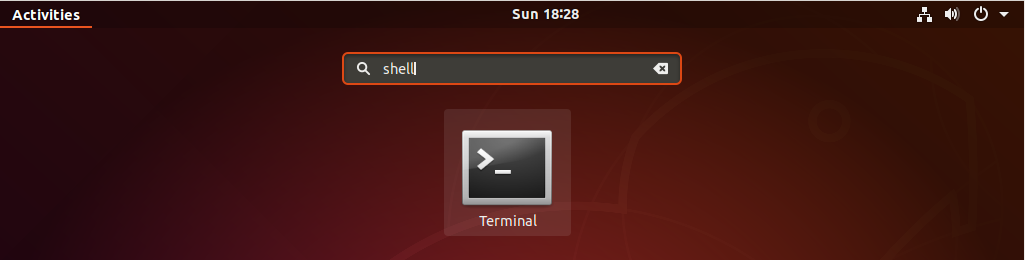 Activities Sun 18:28
shell
Terminal